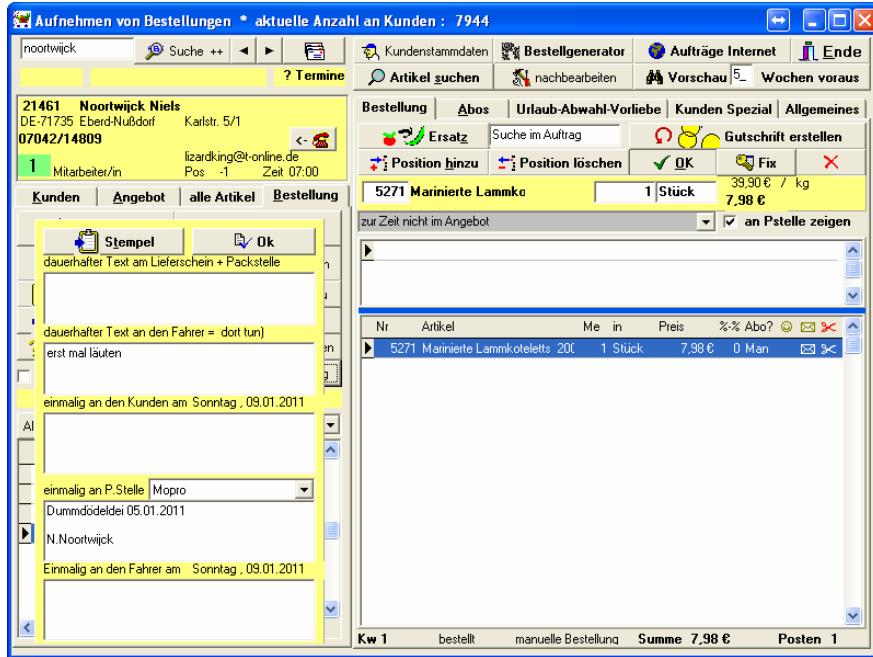 Aufnehmen von Bestellungen * aktuelle Anzahl an Kunden : 7944
noortwijck
Suche ++
? Termine
21461 Noortwijck Niels
DE-71735 Eberd-Nußdorf Karlstr. 5/1
07042/14809
<-
lizardking@t-online.de
1 Mitarbeiter/in Pos -1 Zeit 07:00
Kunden Angebot alle Artikel Bestellung
Stempel Ok
dauerhafter Text am Lieferschein + Packstelle
dauerhafter Text an den Fahrer = dort tun)
erst mal läuten
einmalig an den Kunden am Sonntag , 09.01.2011
einmalig an P.Stelle Mopro
Dummdödeldei 05.01.2011
N.Noortwijck
Einmalig an den Fahrer am Sonntag , 09.01.2011
Kundenstammdaten Bestellgenerator Aufträge Internet Ende
Artikel suchen nachbearbeiten Vorschau 5_ Wochen voraus
Bestellung Abos Urlaub-Abwahl-Vorliebe Kunden Spezial Allgemeines
Ersatz Suche im Auftrag Gutschrift erstellen
Position hinzu Position löschen OK Fix
5271 Marinierte Lammko 1 Stück 39,90 € / kg
7,98 €
zur Zeit nicht im Angebot an Pstelle zeigen
Nr Artikel Me in Preis %-% Abo?
5271 Marinierte Lammkoteletts 200 1 Stück 7,98 € 0 Man
Kw 1 bestellt manuelle Bestellung Summe 7,98 € Posten 1